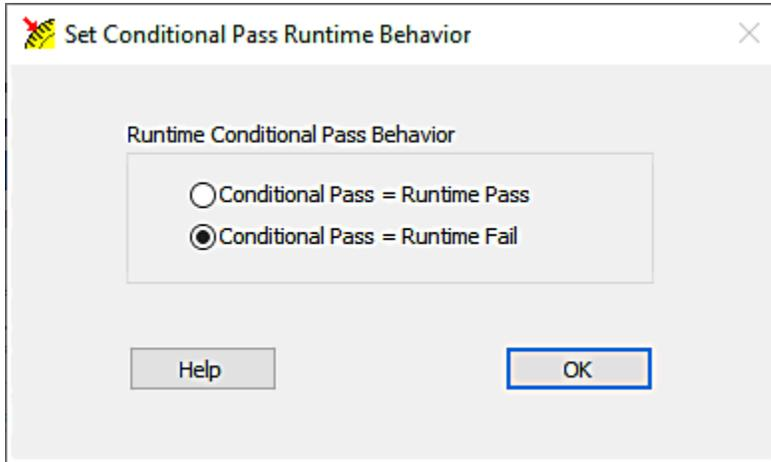 Set Conditional Pass Runtime Behavior
Runtime Conditional Pass Behavior
Conditional Pass = Runtime Pass
Conditional Pass = Runtime Fail
Help
OK